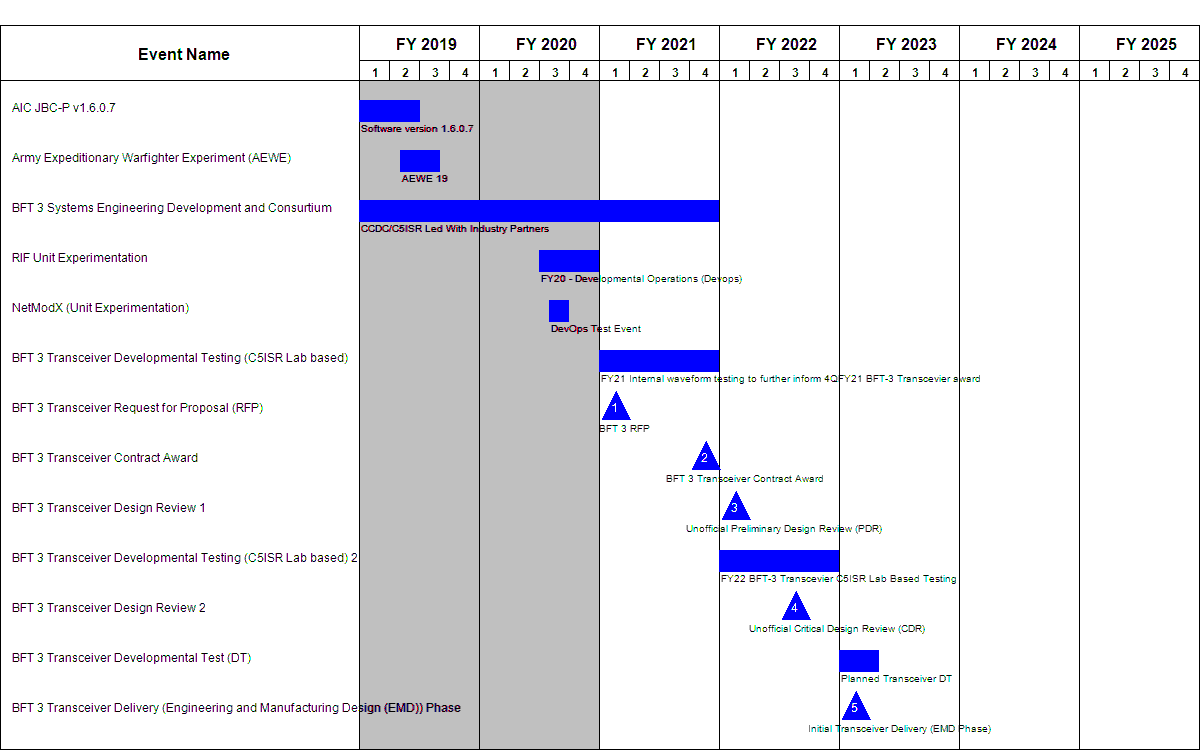 Event Name FY 2019 FY 2020 FY 2021 FY 2022 FY 2023 FY 2024 FY 2025
1 2 3 4 1 2 3 4 1 2 3 4 1 2 3 4 1 2 3 4 1 2 3 4 1 2 3 4
AIC JBC-P v1.6.0.7
Software version 1.6.0.7
Army Expeditionary Warfighter Experiment (AEWE)
AEWE 19
BFT 3 Systems Engineering Development and Consurtium
CCDC/C5ISR Led With Industry Partners
RIF Unit Experimentation
FY20 - Developmental Operations (Devops)
NetModX (Unit Experimentation)
DevOps Test Event
BFT 3 Transceiver Developmental Testing (C5ISR Lab based)
FY21 Internal waveform testing to further inform 4QFY21 BFT-3 Transcevier award
BFT 3 Transceiver Request for Proposal (RFP)
1
BFT 3 RFP
BFT 3 Transceiver Contract Award
2
BFT 3 Transceiver Contract Award
BFT 3 Transceiver Design Review 1
3
Unofficial Preliminary Design Review (PDR)
BFT 3 Transceiver Developmental Testing (C5ISR Lab based) 2
FY22 BFT-3 Transcevier C5ISR Lab Based Testing
BFT 3 Transceiver Design Review 2
4
Unofficial Critical Design Review (CDR)
BFT 3 Transceiver Developmental Test (DT)
Planned Transceiver DT
BFT 3 Transceiver Delivery (Engineering and Manufacturing Design (EMD)) Phase
5
Initial Transceiver Delivery (EMD Phase)